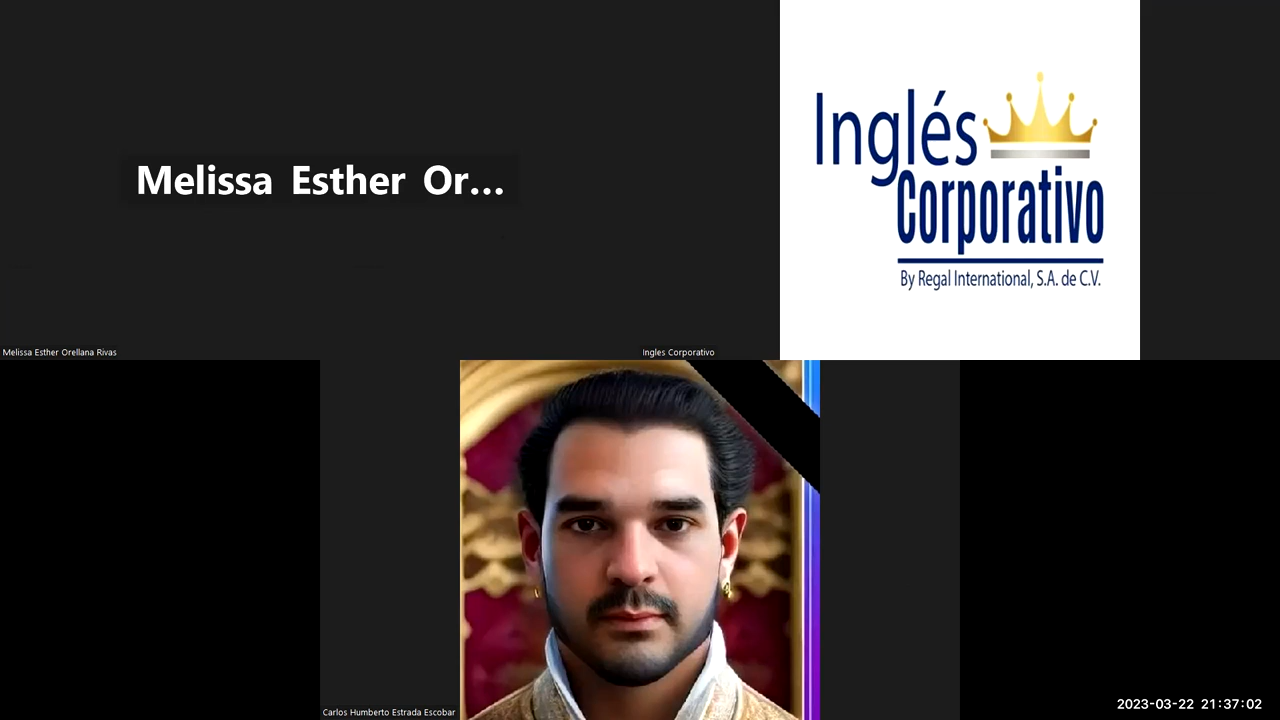 Melissa Esther Or...
Inglés
Corporativo
By Regal International, S.A. de C.V.
Melissa Esther Orellana Rivas
Ingles Corporativo
Carlos Humberto Estrada Escobar
2023-03-22 21:37:02